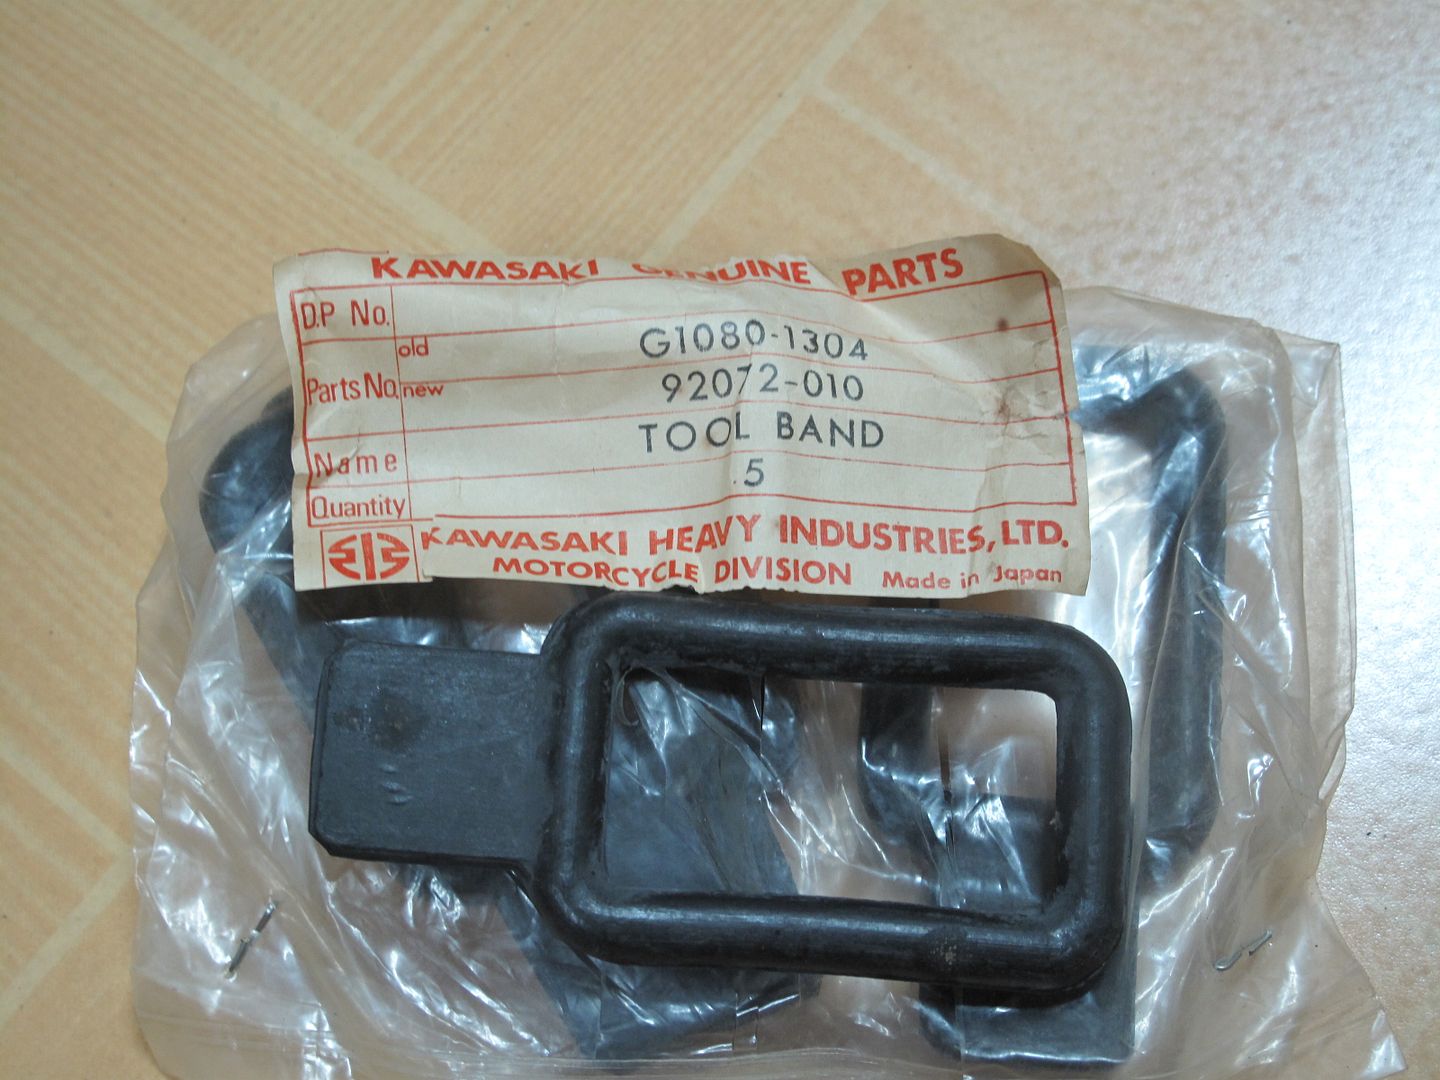 KAWASAKI GENUINE PARTS
D.P No.
old G1080-1304
Parts No. new 92072-010
Name TOOL BAND
Quantity 5
KAWASAKI HEAVY INDUSTRIES, LTD.
MOTORCYCLE DIVISION Made in Japan